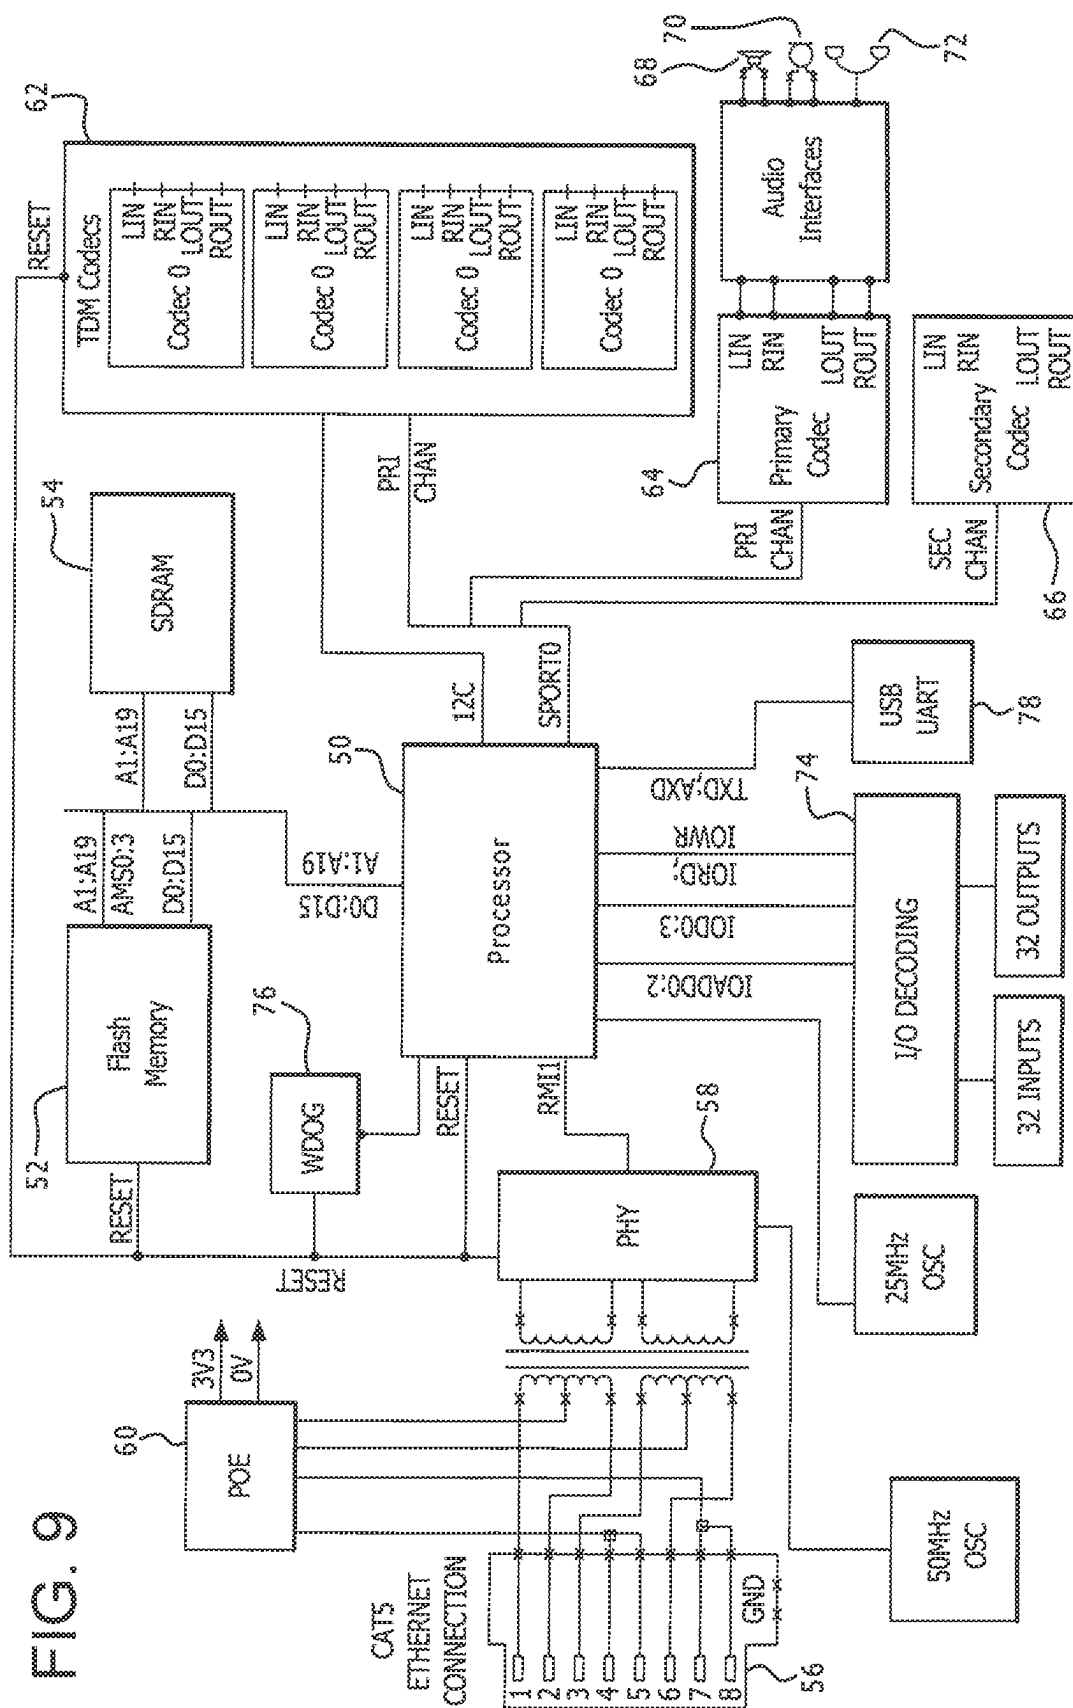 FIG. 9
CAT5
ETHERNET
CONNECTION
1
2
3
4
5
6
7
8
GND
56
POE
60
3V3
0V
50MHz
OSC
PHY
58
RESET
RESET
RESET
RESET
25MHz
OSC
Flash
Memory
52
WDOG
76
A1:A19
AMS0:3
D0:D15
A1:A19
D0:D15
SDRAM
54
D0:D15
A1:A19
Processor
50
RMI1
12C
SPORT0
IOADD0:2
IOD0:3
IORD;
IOWR
TXD;AXD
I/O DECODING
74
32 INPUTS
32 OUTPUTS
USB
UART
78
PRI
CHAN
PRI
CHAN
SEC
CHAN
TDM Codecs
62
Codec 0
LIN
RIN
LOUT
ROUT
Codec 0
LIN
RIN
LOUT
ROUT
Codec 0
LIN
RIN
LOUT
ROUT
Codec 0
LIN
RIN
LOUT
ROUT
Primary
Codec
64
LIN
RIN
LOUT
ROUT
Secondary
Codec
66
LIN
RIN
LOUT
ROUT
Audio
Interfaces
68
70
72